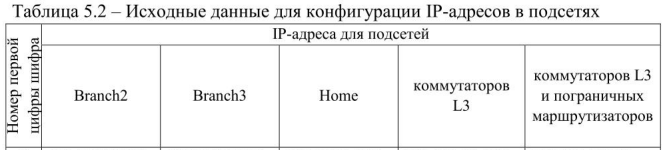 Таблица 5.2 – Исходные данные для конфигурации IP-адресов в подсетях
Номер первой
цифры шифра
IP-адреса для подсетей
Branch2
Branch3
Home
коммутаторов
L3
коммутаторов L3
и пограничных
маршрутизаторов